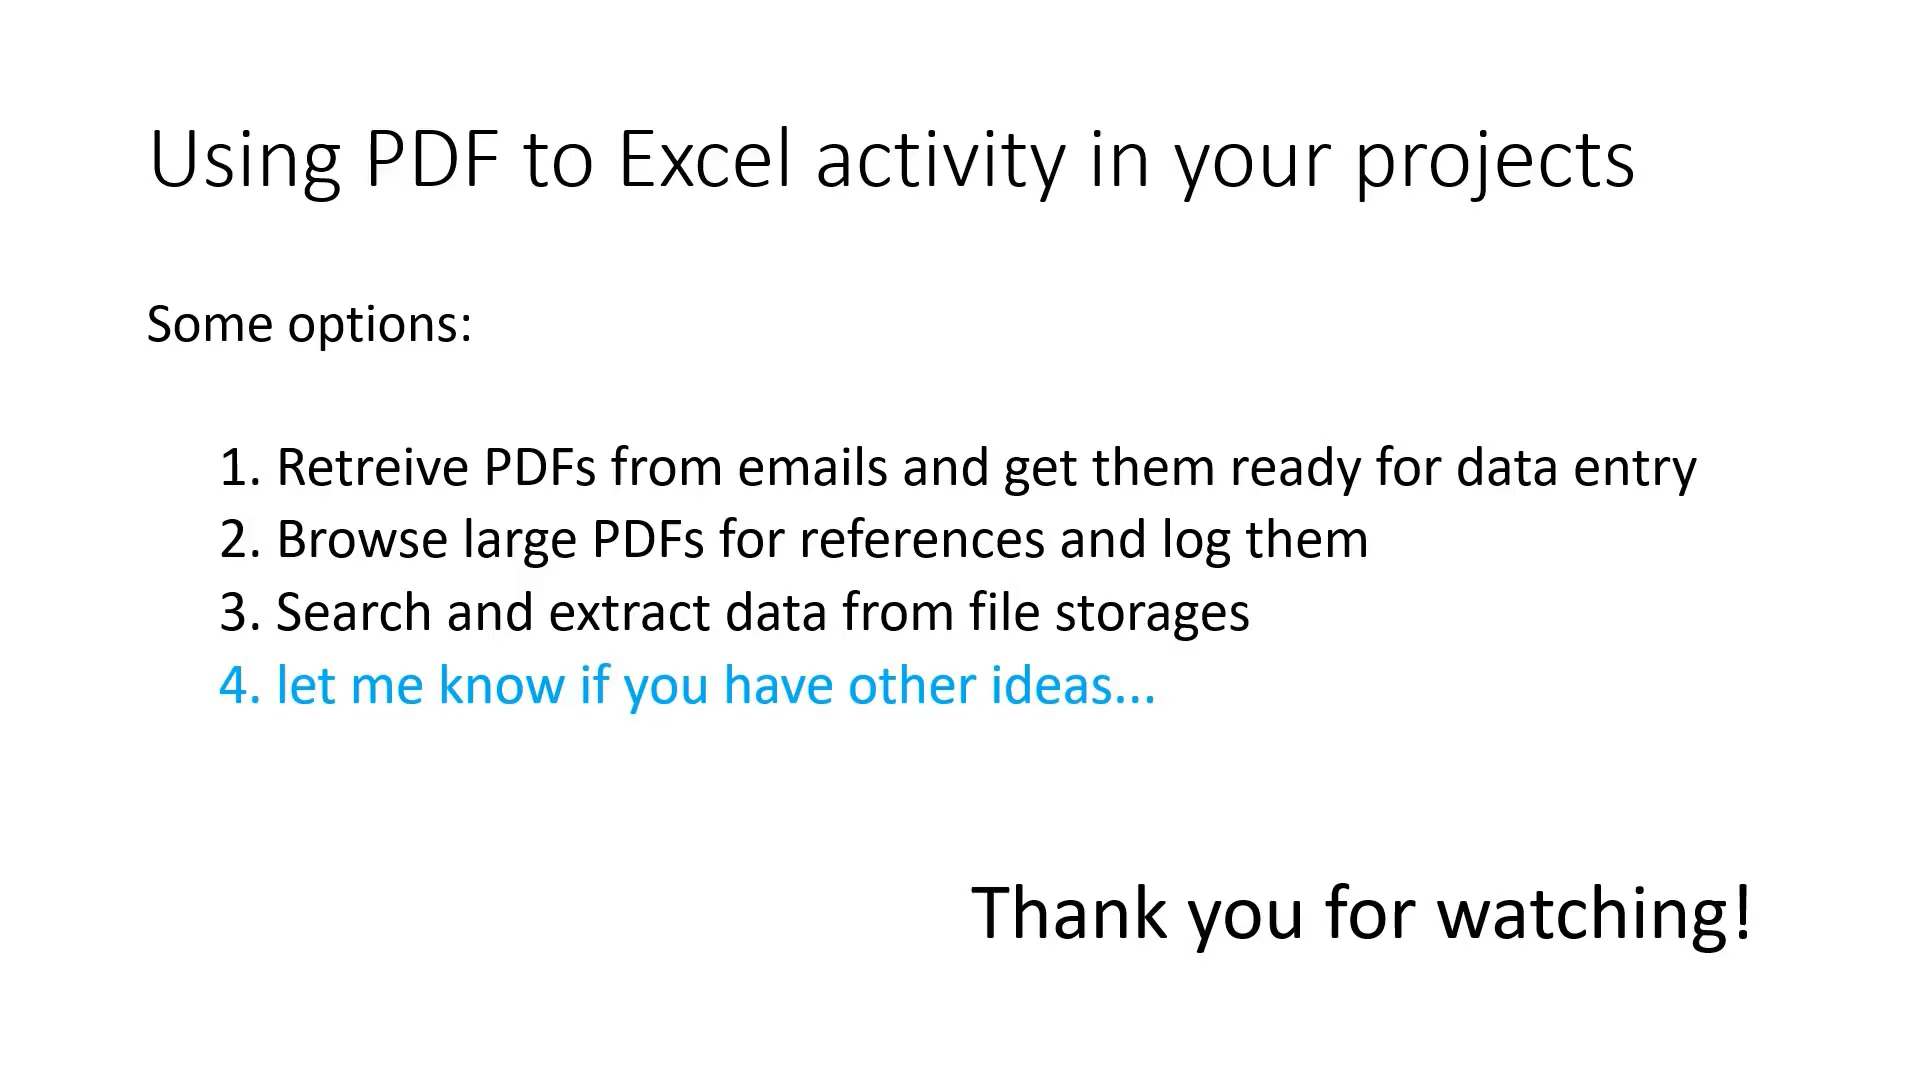 Using PDF to Excel activity in your projects
Some options:
1. Retreive PDFs from emails and get them ready for data entry
2. Browse large PDFs for references and log them
3. Search and extract data from file storages
4. let me know if you have other ideas...
Thank you for watching!